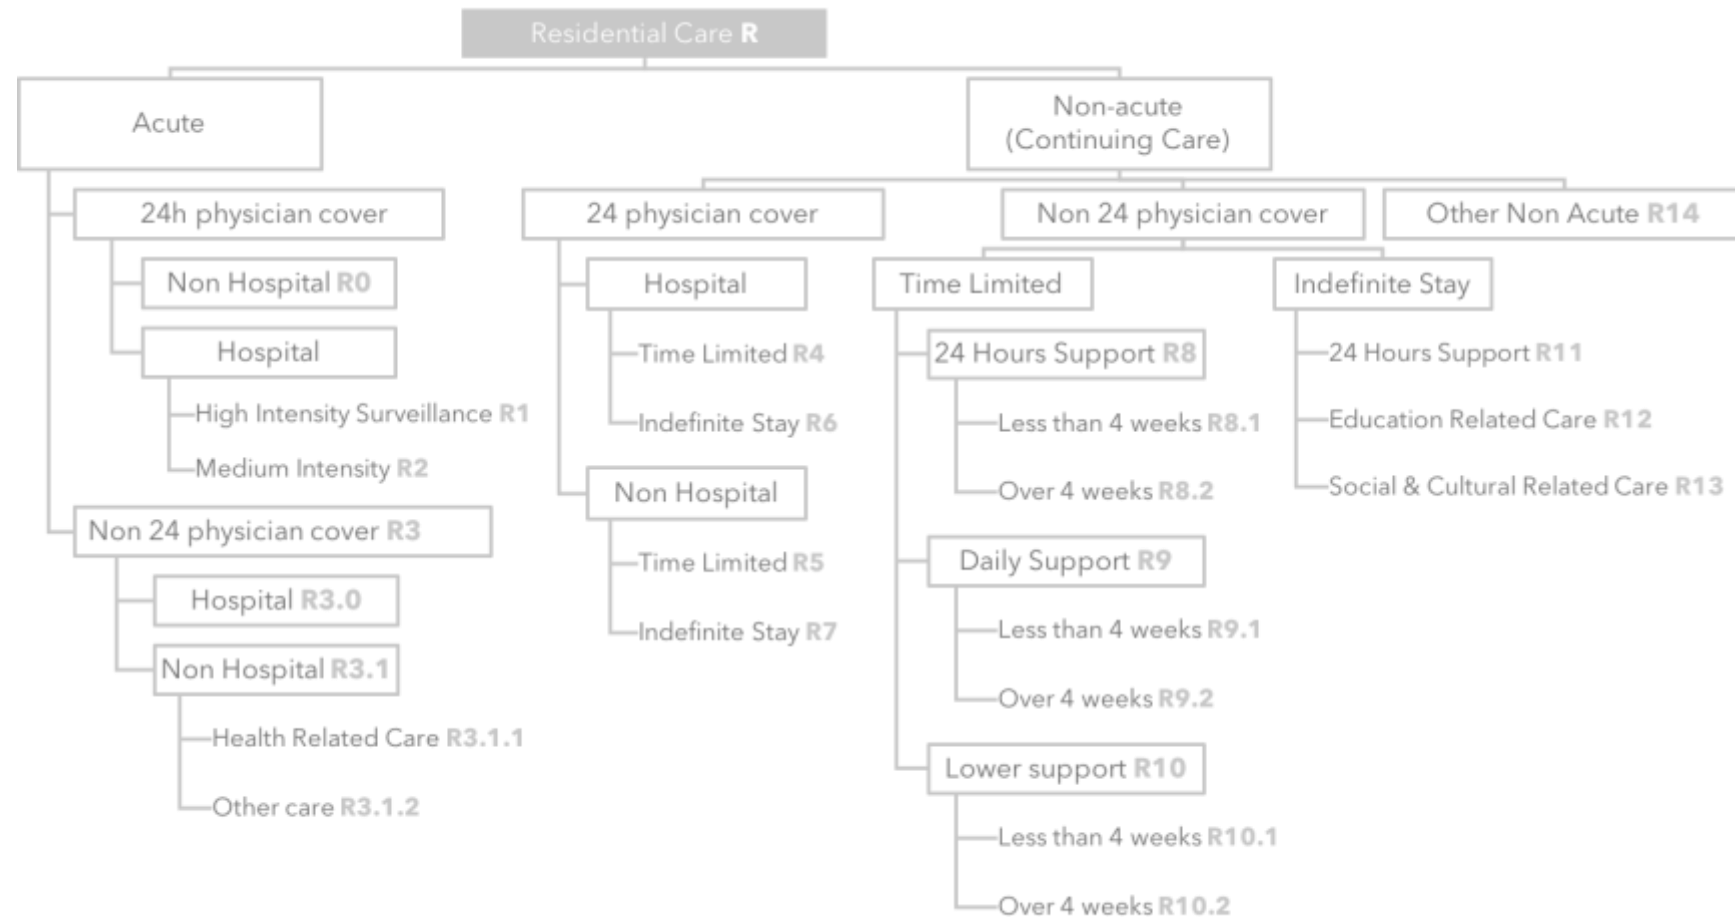 Residential Care R
Acute
24h physician cover
Non Hospital R0
Hospital
High Intensity Surveillance R1
Medium Intensity R2
Non 24 physician cover R3
Hospital R3.0
Non Hospital R3.1
Health Related Care R3.1.1
Other care R3.1.2
Non-acute
(Continuing Care)
24 physician cover
Hospital
Time Limited R4
Indefinite Stay R6
Non Hospital
Time Limited R5
Indefinite Stay R7
Non 24 physician cover
Time Limited
24 Hours Support R8
Less than 4 weeks R8.1
Over 4 weeks R8.2
Daily Support R9
Less than 4 weeks R9.1
Over 4 weeks R9.2
Lower support R10
Less than 4 weeks R10.1
Over 4 weeks R10.2
Indefinite Stay
24 Hours Support R11
Education Related Care R12
Social & Cultural Related Care R13
Other Non Acute R14